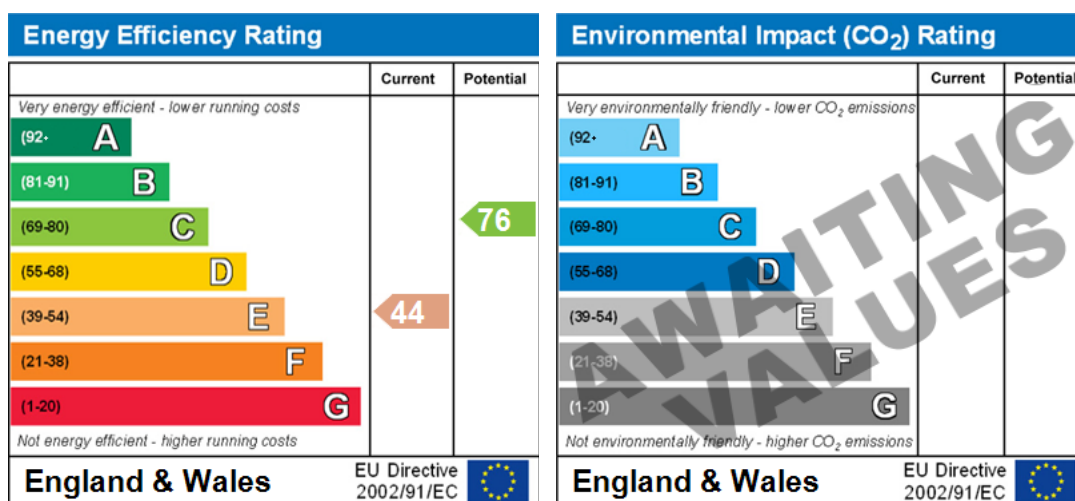 Energy Efficiency Rating
Current Potential
Very energy efficient - lower running costs
(92+ A
(81-91) B
(69-80) C
76
(55-68) D
(39-54) E
44
(21-38) F
(1-20) G
Not energy efficient - higher running costs
England & Wales
EU Directive
2002/91/EC
Environmental Impact (CO₂) Rating
Current Potential
Very environmentally friendly - lower CO₂ emissions
(92+ A
(81-91) B
(69-80) C
(55-68) D
(39-54) E
(21-38) F
(1-20) G
Not environmentally friendly - higher CO₂ emissions
AWAITING
VALUES
England & Wales
EU Directive
2002/91/EC